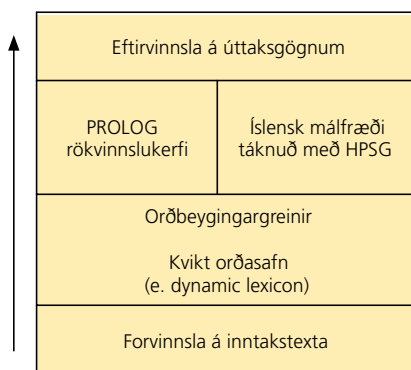 Eftirvinnsla á úttaksgögnum
PROLOG
rökvinnslukerfi
Íslensk málfræði
táknuð með HPSG
Orðbeygingargreinir
Kvikt orðasafn
(e. dynamic lexicon)
Forvinnsla á inntakstexta